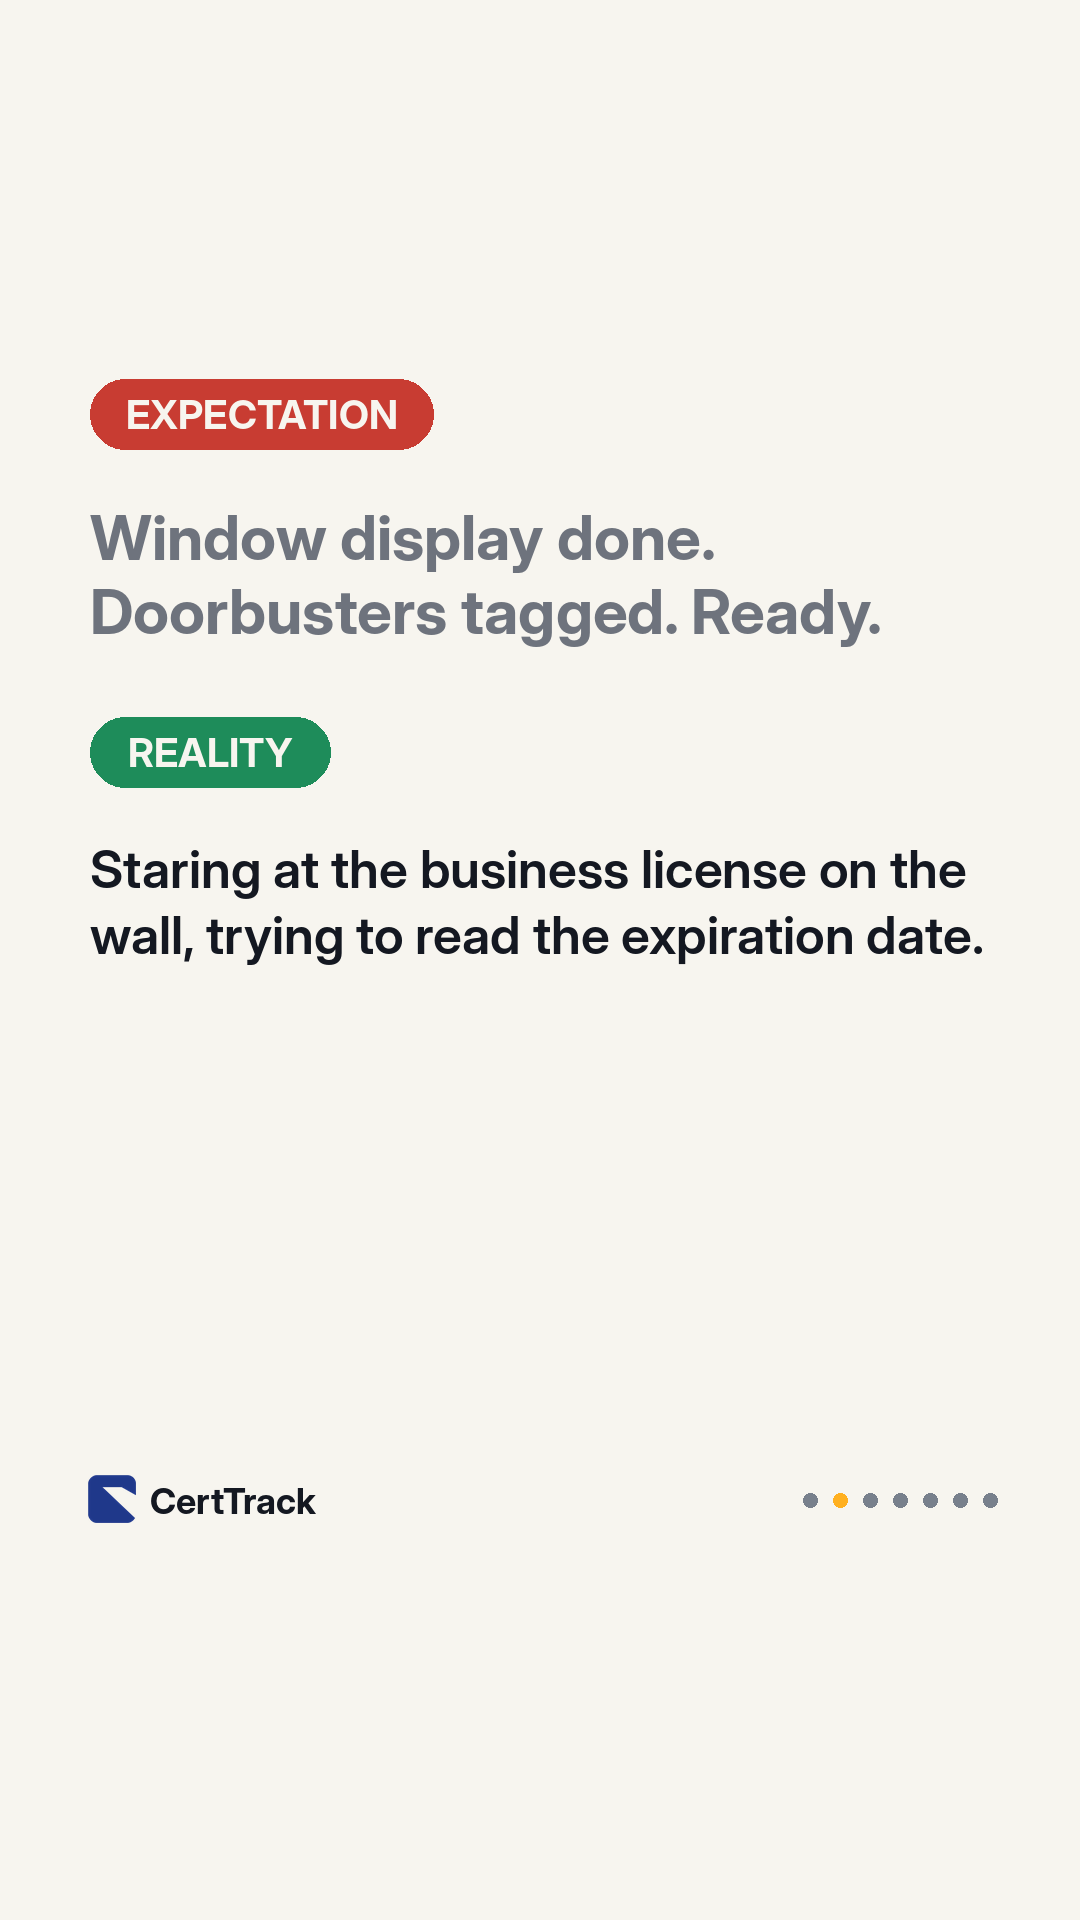 EXPECTATION
Window display done.
Doorbusters tagged. Ready.
REALITY
Staring at the business license on the
wall, trying to read the expiration date.
CertTrack